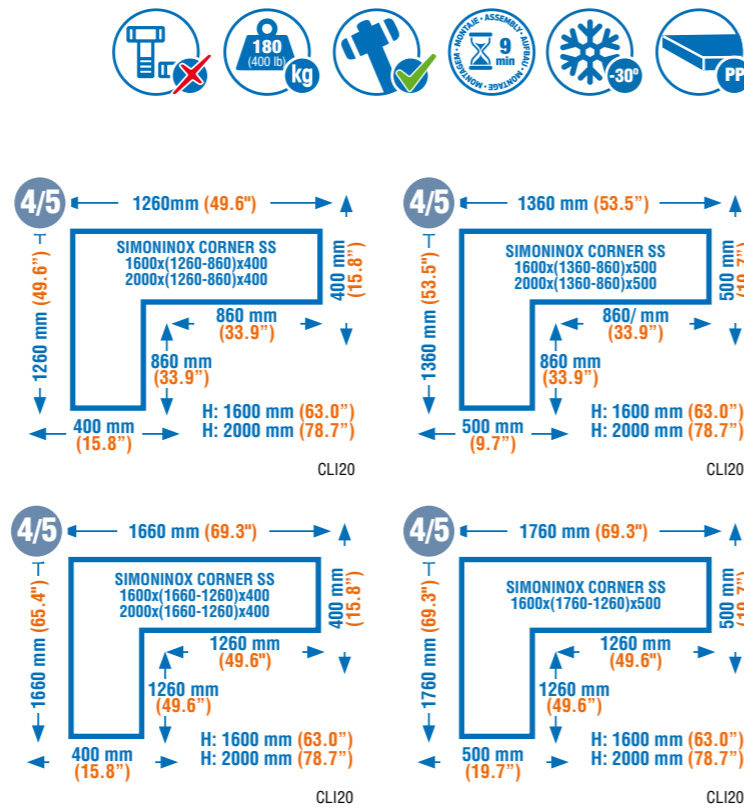 180
(400 lb)
kg
MONTAJE · ASSEMBLY · AUFBAU · MONTAGE · MONTAGEM ·
9
min
-30º
PP
4/5
1260mm (49.6")
SIMONINOX CORNER SS
1600x(1260-860)x400
2000x(1260-860)x400
1260 mm (49.6”)
400 mm
(15.8”)
860 mm
(33.9”)
860 mm
(33.9”)
400 mm
(15.8”)
H: 1600 mm (63.0”)
H: 2000 mm (78.7”)
CLI20
4/5
1360 mm (53.5”)
SIMONINOX CORNER SS
1600x(1360-860)x500
2000x(1360-860)x500
1360 mm (53.5")
500 mm
(19.7”)
860/ mm
(33.9”)
860 mm
(33.9”)
500 mm
(9.7”)
H: 1600 mm (63.0”)
H: 2000 mm (78.7”)
CLI20
4/5
1660 mm (69.3")
SIMONINOX CORNER SS
1600x(1660-1260)x400
2000x(1660-1260)x400
1660 mm (65.4”)
400 mm
(15.8”)
1260 mm
(49.6")
1260 mm
(49.6”)
400 mm
(15.8”)
H: 1600 mm (63.0”)
H: 2000 mm (78.7”)
CLI20
4/5
1760 mm (69.3")
SIMONINOX CORNER SS
1600x(1760-1260)x500
1760 mm (69.3”)
500 mm
(19.7”)
1260 mm
(49.6”)
1260 mm
(49.6”)
500 mm
(19.7”)
H: 1600 mm (63.0”)
H: 2000 mm (78.7”)
CLI20